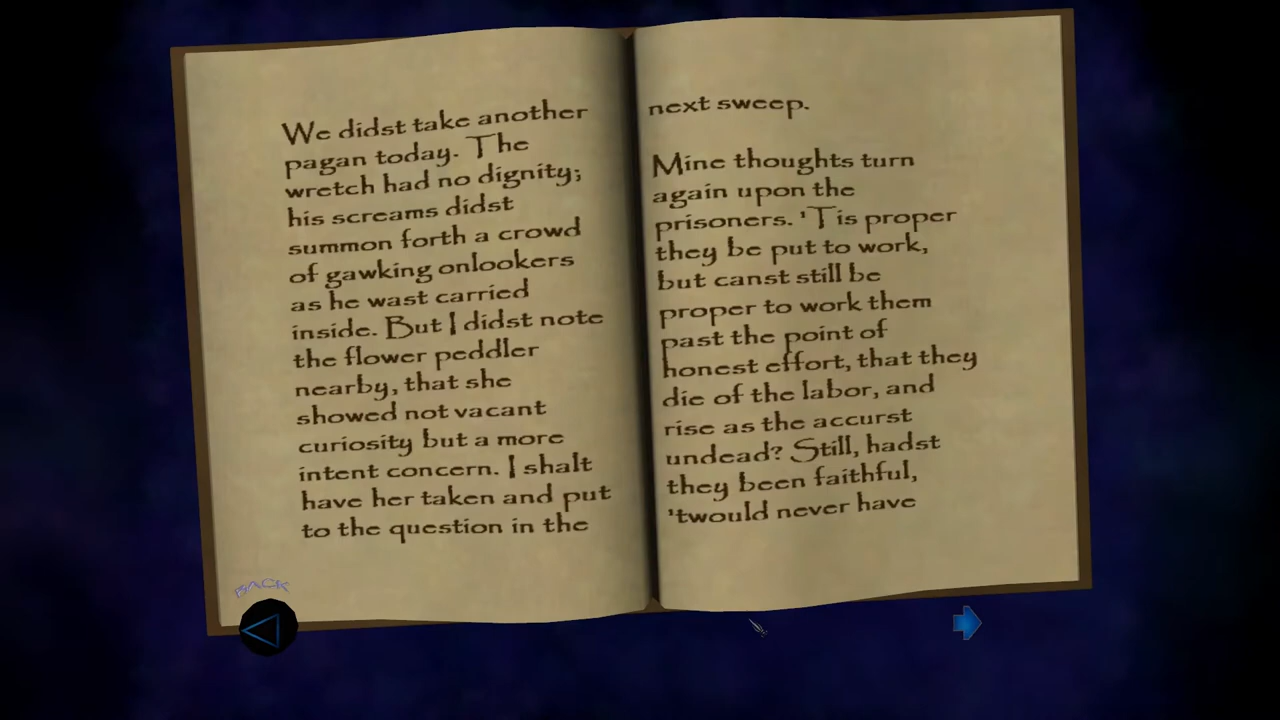 We didst take another
pagan today. The
wretch had no dignity;
his screams didst
summon forth a crowd
of gawking onlookers
as he wast carried
inside. But I didst note
the flower peddler
nearby, that she
showed not vacant
curiosity but a more
intent concern. I shalt
have her taken and put
to the question in the
next sweep.
Mine thoughts turn
again upon the
prisoners. 'Tis proper
they be put to work,
but canst still be
proper to work them
past the point of
honest effort, that they
die of the labor, and
rise as the accurst
undead? Still, hadst
they been faithful,
'twould never have
BACK